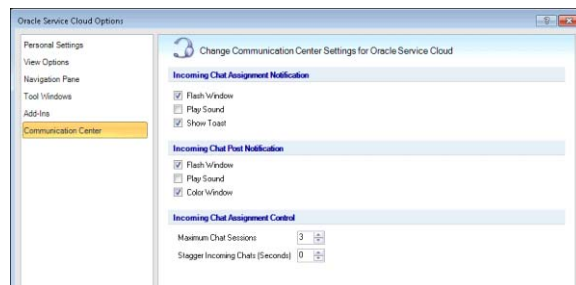 Oracle Service Cloud Options
Personal Settings
View Options
Navigation Pane
Tool Windows
Add-Ins
Communication Center
Change Communication Center Settings for Oracle Service Cloud
Incoming Chat Assignment Notification
Flash Window
Play Sound
Show Toast
Incoming Chat Post Notification
Flash Window
Play Sound
Color Window
Incoming Chat Assignment Control
Maximum Chat Sessions 3
Stagger Incoming Chats (Seconds) 0